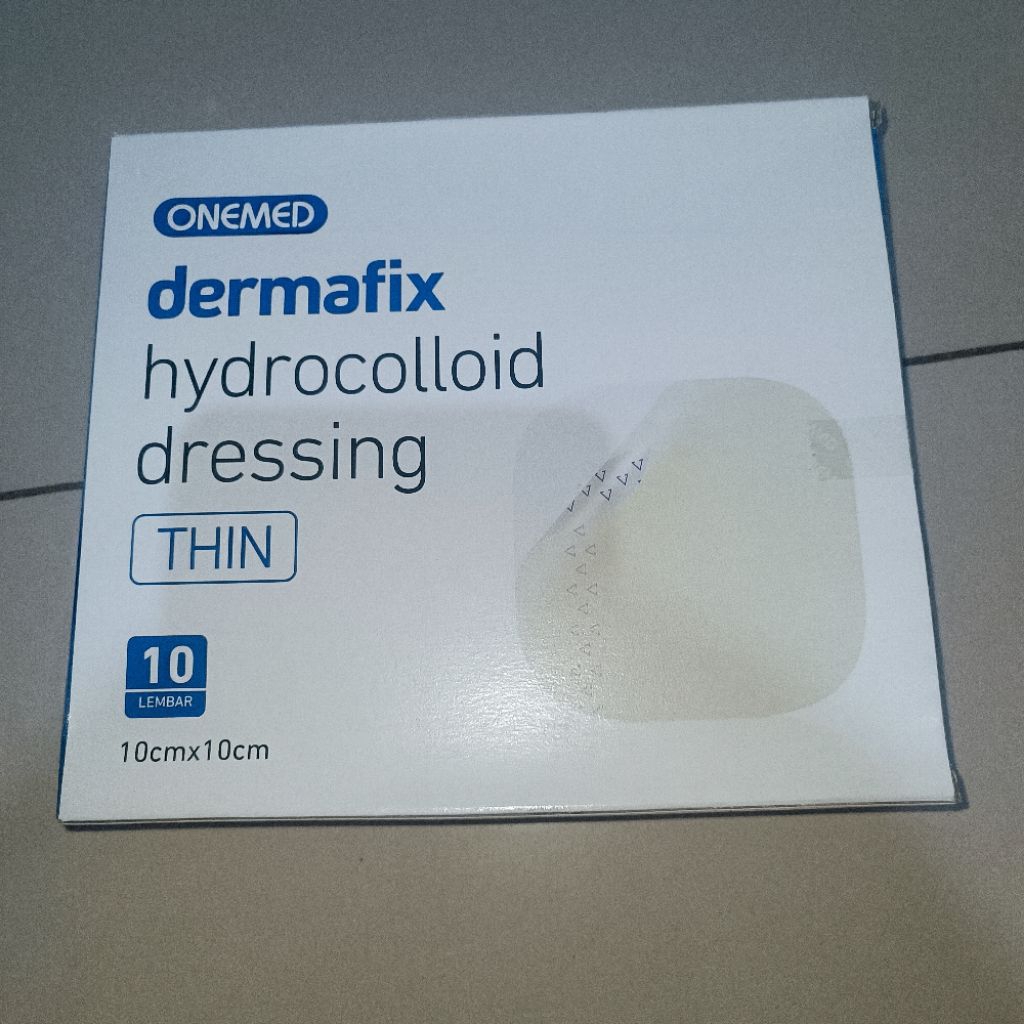 ONEMED
dermafix
hydrocolloid
dressing
THIN
10
LEMBAR
10cmx10cm